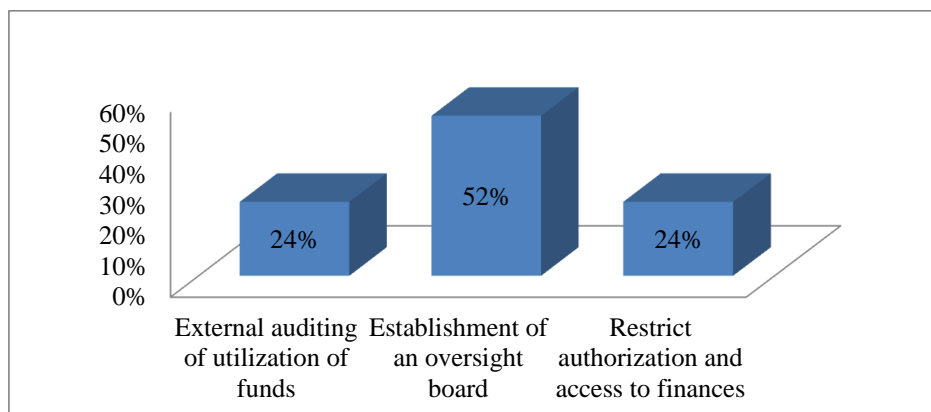 60%
50%
40%
30%
20%
10%
0%
24%
52%
24%
External auditing
of utilization of
funds
Establishment of
an oversight
board
Restrict
authorization and
access to finances